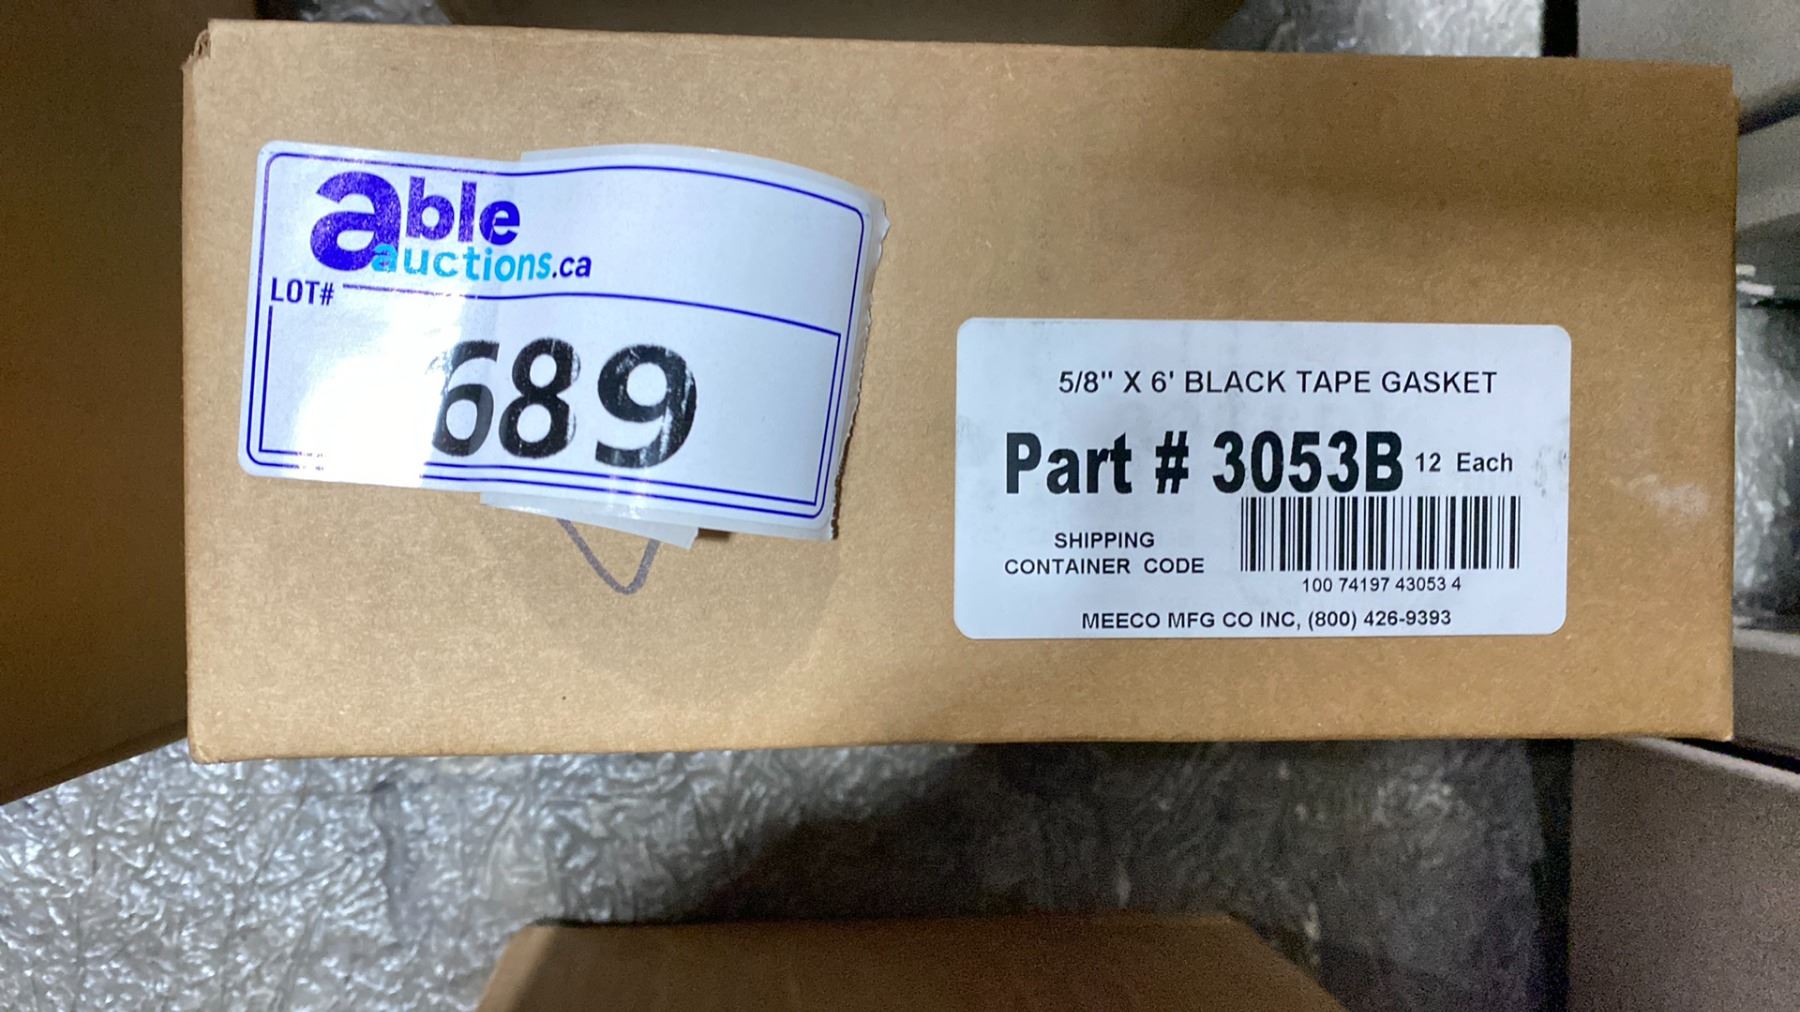 able
auctions.ca
LOT#
689
5/8" X 6' BLACK TAPE GASKET
Part # 3053B 12 Each
SHIPPING
CONTAINER CODE
100 74197 43053 4
MEECO MFG CO INC, (800) 426-9393